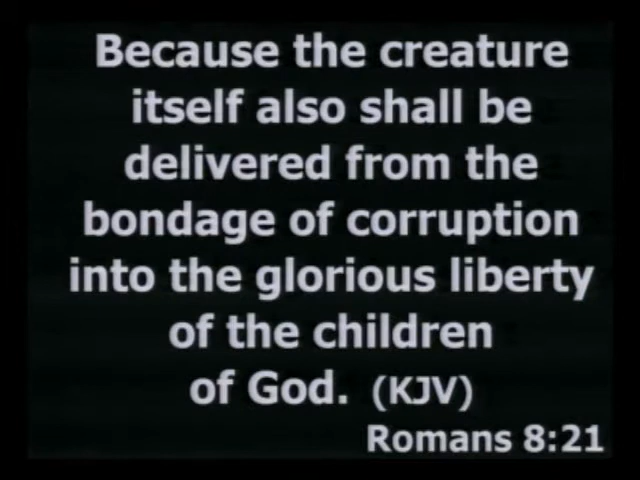 Because the creature
itself also shall be
delivered from the
bondage of corruption
into the glorious liberty
of the children
of God. (KJV)
Romans 8:21